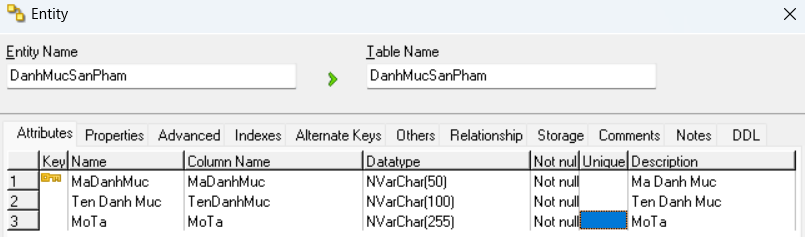 Entity
Entity Name Table Name
DanhMucSanPham DanhMucSanPham
Attributes Properties Advanced Indexes Alternate Keys Others Relationship Storage Comments Notes DDL
Key Name Column Name Datatype Not nul Unique Description
1 MaDanhMuc MaDanhMuc NVarChar(50) Not null Ma Danh Muc
2 Ten Danh Muc TenDanhMuc NVarChar(100) Not null Ten Danh Muc
3 MoTa MoTa NVarChar(255) Not null MoTa